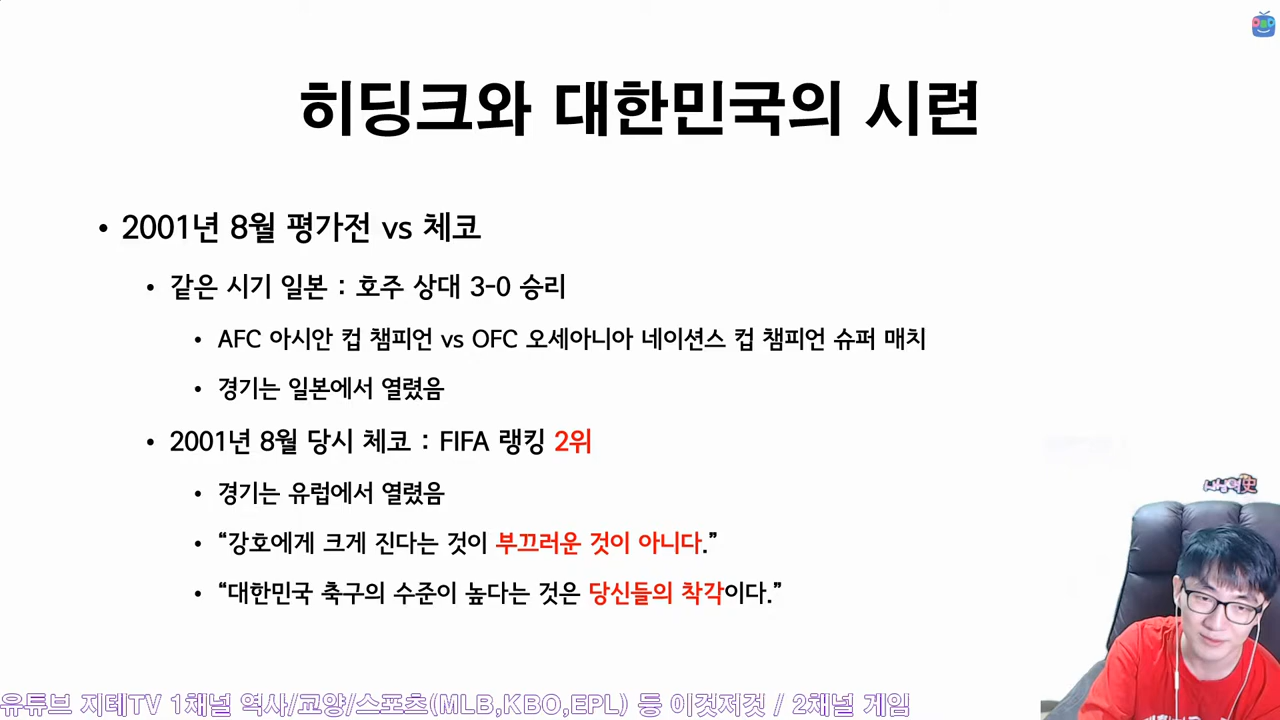 히딩크와 대한민국의 시련
• 2001년 8월 평가전 vs 체코
• 같은 시기 일본 : 호주 상대 3-0 승리
• AFC 아시안 컵 챔피언 vs OFC 오세아니아 네이션스 컵 챔피언 슈퍼 매치
• 경기는 일본에서 열렸음
• 2001년 8월 당시 체코 : FIFA 랭킹 2위
• 경기는 유럽에서 열렸음
• “강호에게 크게 진다는 것이 부끄러운 것이 아니다.”
• “대한민국 축구의 수준이 높다는 것은 당신들의 착각이다.”
유튜브 지테TV 1채널 역사/교양/스포츠(MLB,KBO,EPL) 등 이것저것 / 2채널 게임